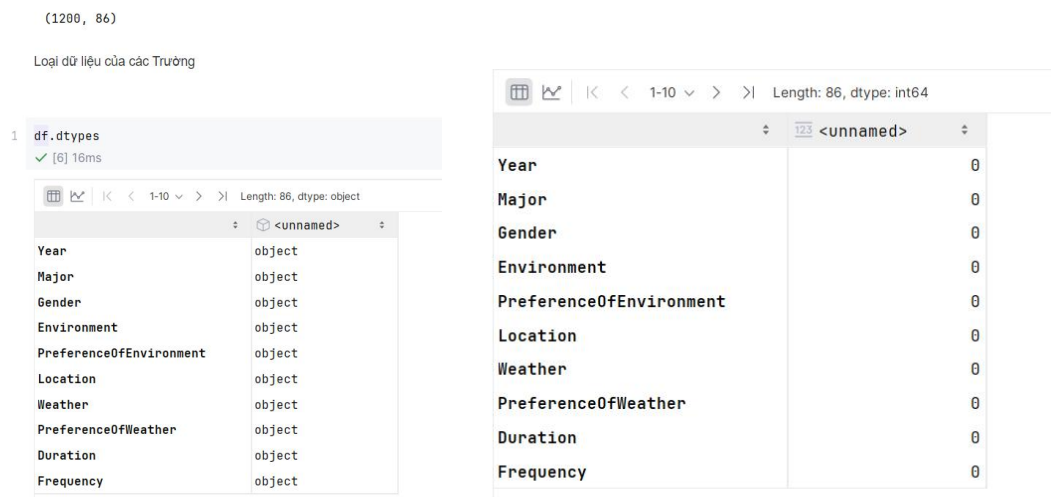 (1200, 86)
Loại dữ liệu của các Trường
1 df.dtypes
[6] 16ms
1-10 Length: 86, dtype: object
<unnamed>
Year object
Major object
Gender object
Environment object
PreferenceOfEnvironment object
Location object
Weather object
PreferenceOfWeather object
Duration object
Frequency object
1-10 Length: 86, dtype: int64
123 <unnamed>
Year 0
Major 0
Gender 0
Environment 0
PreferenceOfEnvironment 0
Location 0
Weather 0
PreferenceOfWeather 0
Duration 0
Frequency 0